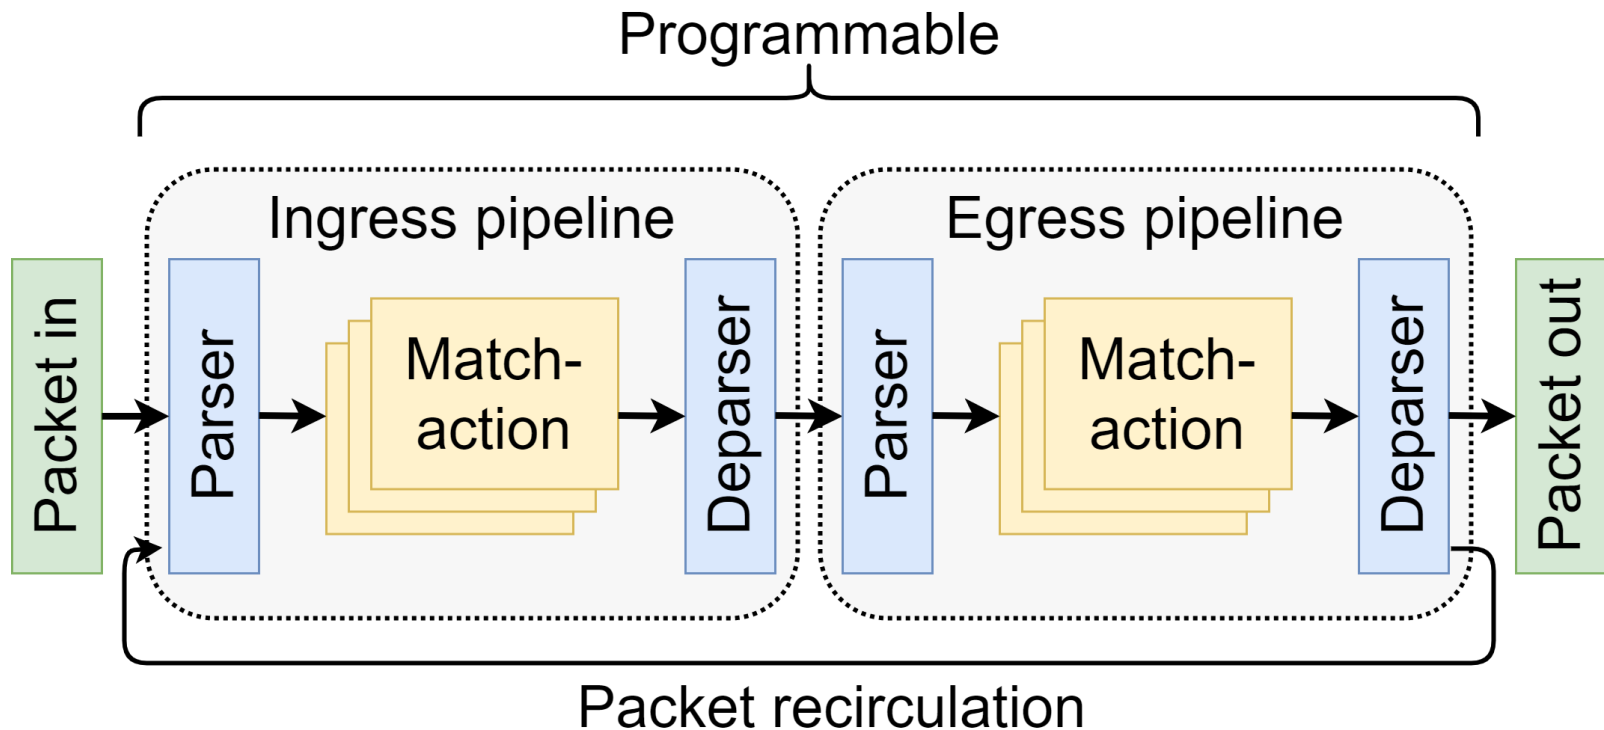 Programmable
Ingress pipeline
Egress pipeline
Packet in
Parser
Match-
action
Deparser
Parser
Match-
action
Deparser
Packet out
Packet recirculation